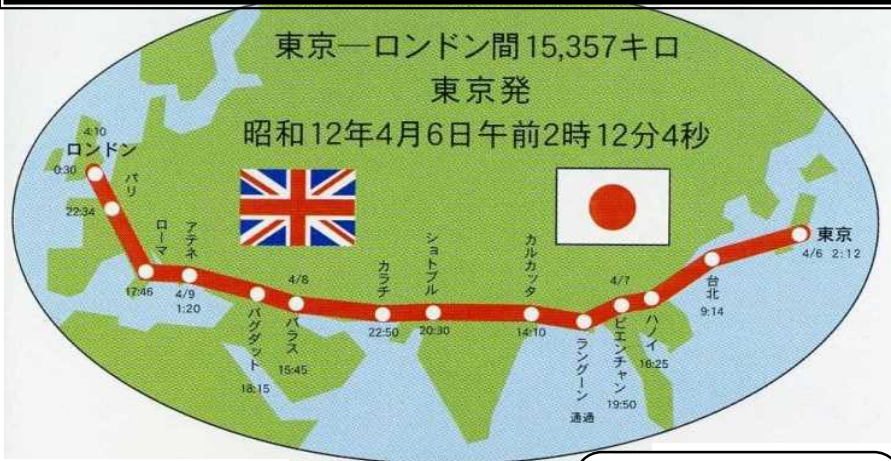 東京―ロンドン間15,357キロ
東京発
昭和12年4月6日午前2時12分4秒
4:10
ロンドン
0:30
パリ
22:34
ローマ
17:46
アテネ
4/9
1:20
バグダット
18:15
4/8
バラス
15:45
カラチ
22:50
ショトプル
20:30
カルカッタ
14:10
ラングーン
通過
4/7
ビエンチャン
19:50
ハノイ
16:25
台北
9:14
東京
4/6 2:12